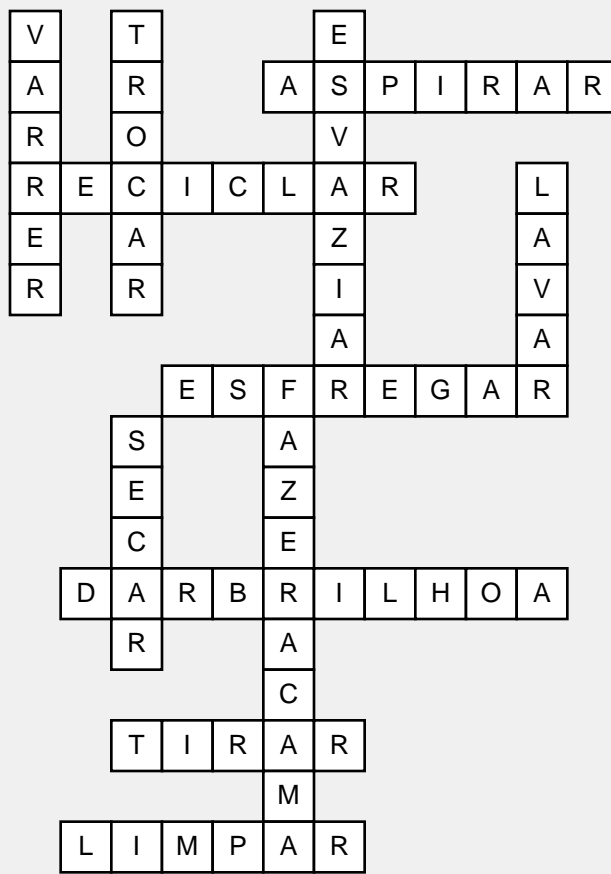 VARRER
TROCAR
ESVAZIAR
ASPIRAR
RECICLAR
LAVAR
ESFREGAR
FAZERACAMA
SECAR
DARBRILHOA
TIRAR
LIMPAR